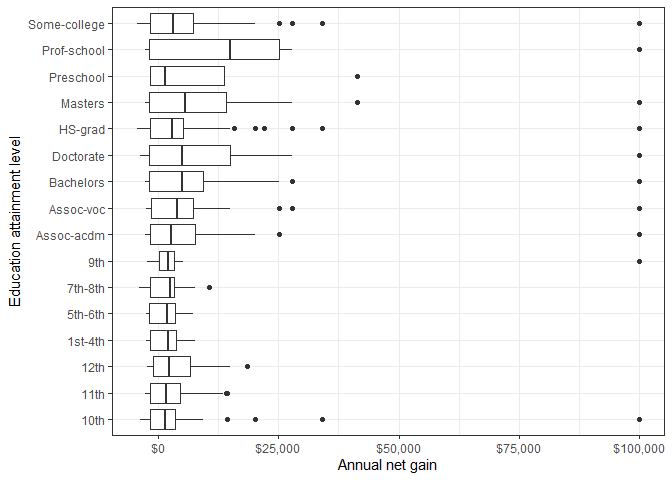 Education attainment level
Some-college
Prof-school
Preschool
Masters
HS-grad
Doctorate
Bachelors
Assoc-voc
Assoc-acdm
9th
7th-8th
5th-6th
1st-4th
12th
11th
10th
$0 $25,000 $50,000 $75,000 $100,000
Annual net gain